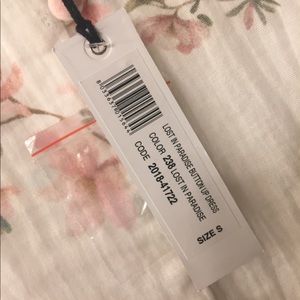 LOST IN PARADISE BUTTON UP DRESS
COLOR 238 LOST IN PARADISE
CODE 2018-41722
SIZE S